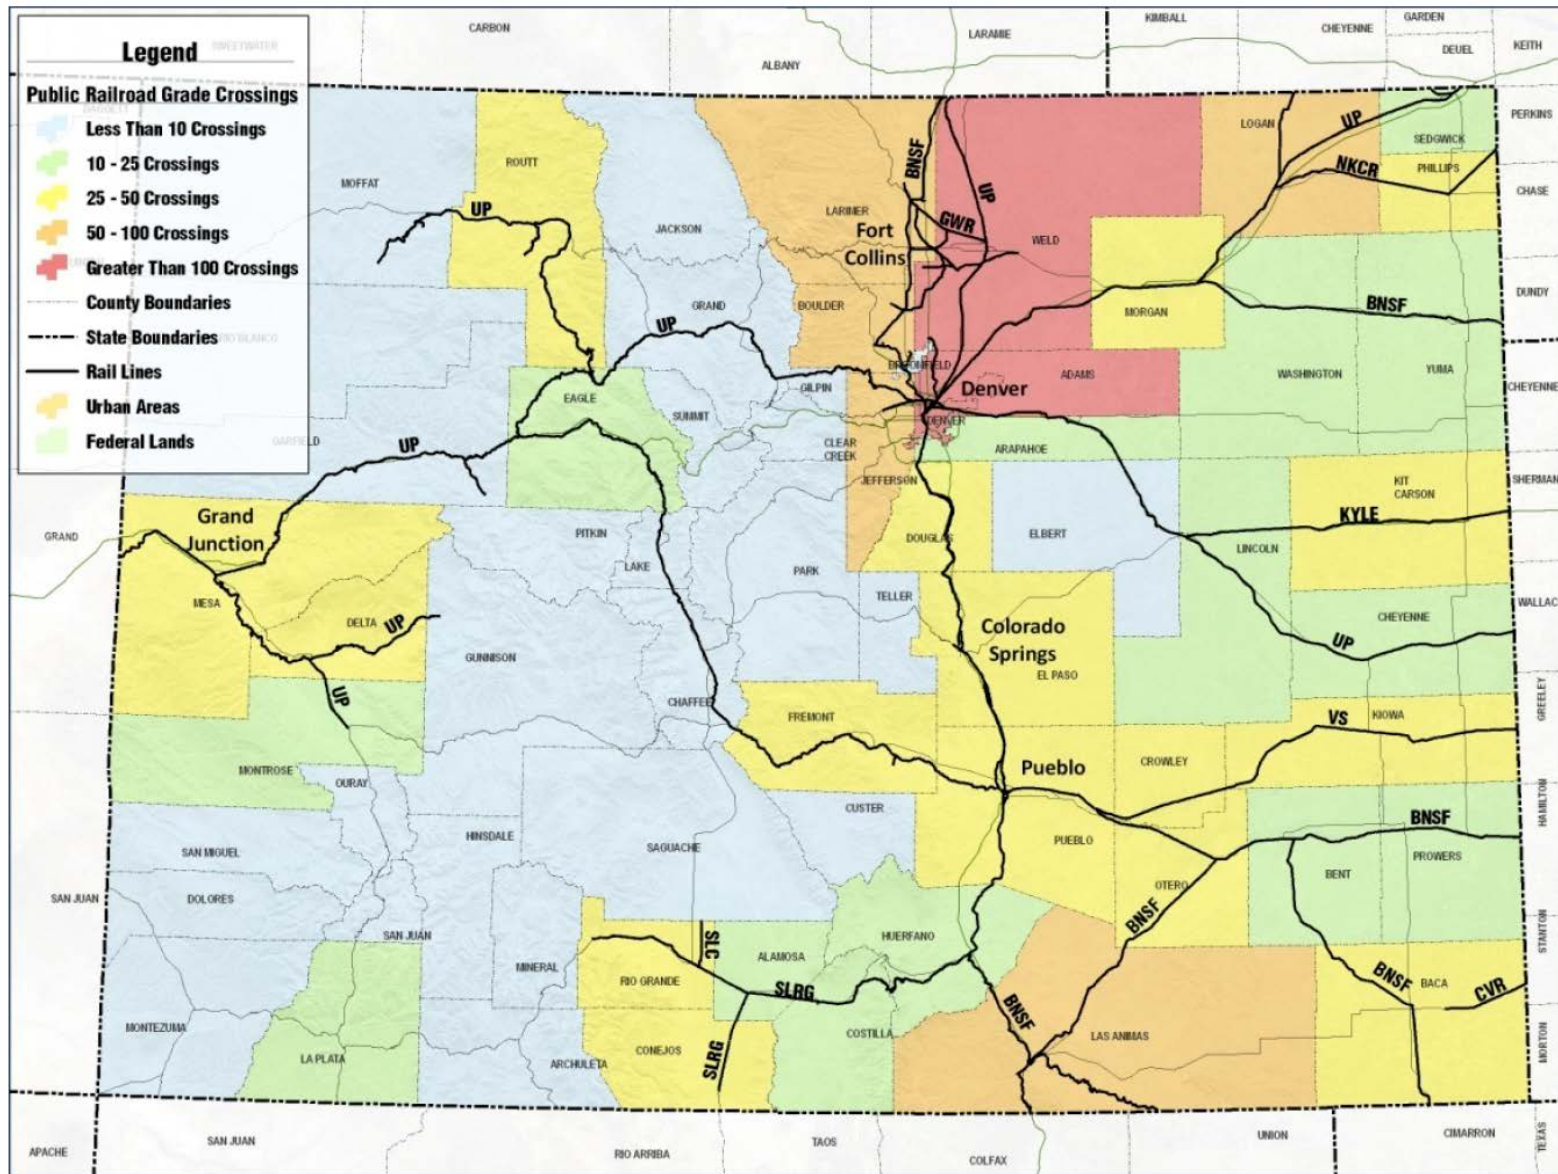 Legend
SWEETWATER
Public Railroad Grade Crossings
Less Than 10 Crossings
10 - 25 Crossings
25 - 50 Crossings
50 - 100 Crossings
Greater Than 100 Crossings
County Boundaries
State Boundaries
RIO BLANCO
Rail Lines
Urban Areas
Federal Lands
GARFIELD
CARBON
ALBANY
LARAMIE
KIMBALL
CHEYENNE
GARDEN
DEUEL
KEITH
PERKINS
CHASE
DUNDY
CHEYENNE
SHERMAN
WALLAC
GREELEY
HAMILTON
STANTON
MORTON
TEXAS
MOFFAT
ROUTT
UP
JACKSON
LARIMER
BNSF
UP
GWR
Fort
Collins
WELD
LOGAN
UP
NKCR
SEDGWICK
PHILLIPS
GRAND
UP
BOULDER
MORGAN
BNSF
WASHINGTON
YUMA
BROOMFIELD
ADAMS
Denver
DENVER
GILPIN
EAGLE
SUMMIT
CLEAR
CREEK
ARAPAHOE
JEFFERSON
UP
Grand
Junction
GRAND
PITKIN
LAKE
PARK
DOUGLAS
ELBERT
KIT
CARSON
KYLE
LINCOLN
TELLER
MESA
DELTA
UP
GUNNISON
Colorado
Springs
EL PASO
CHEYENNE
UP
UP
CHAFFEE
FREMONT
VS
KIOWA
MONTROSE
OURAY
Pueblo
CROWLEY
CUSTER
BNSF
HINSDALE
SAGUACHE
PUEBLO
PROWERS
SAN MIGUEL
BENT
OTERO
SAN JUAN
DOLORES
BNSF
SAN JUAN
SLC
ALAMOSA
HUERFANO
MINERAL
RIO GRANDE
SLRG
BNSF
BNSF
BACA
CVR
MONTEZUMA
COSTILLA
LAS ANIMAS
LA PLATA
ARCHULETA
CONEJOS
SLRG
APACHE
SAN JUAN
RIO ARRIBA
TAOS
COLFAX
UNION
CIMARRON